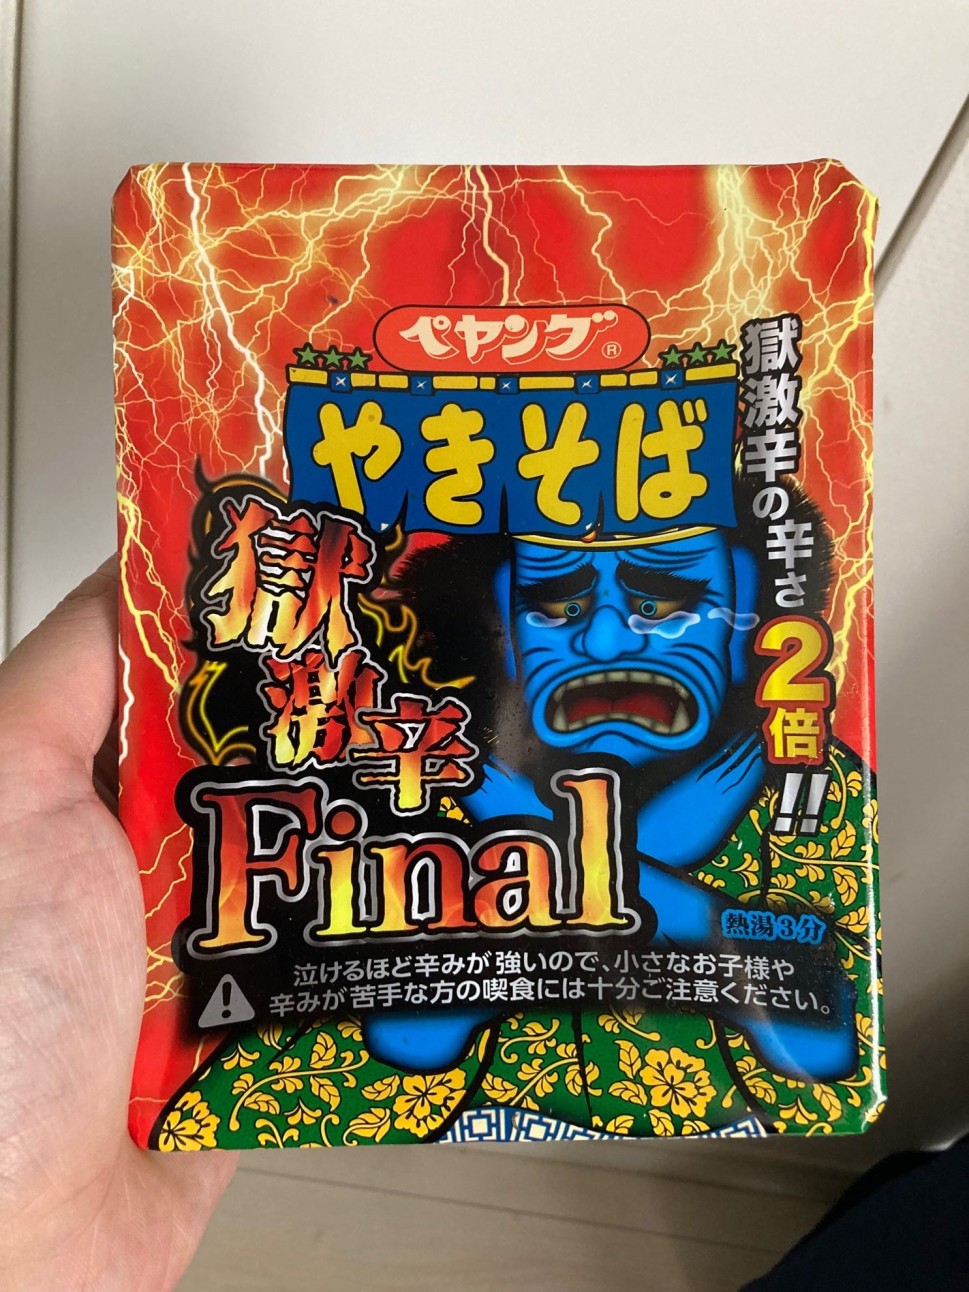 ペヤング®
やきそば
獄激辛の辛さ2倍!!
獄激辛
Final
熱湯3分
泣けるほど辛みが強いので、小さなお子様や
辛みが苦手な方の喫食には十分ご注意ください。